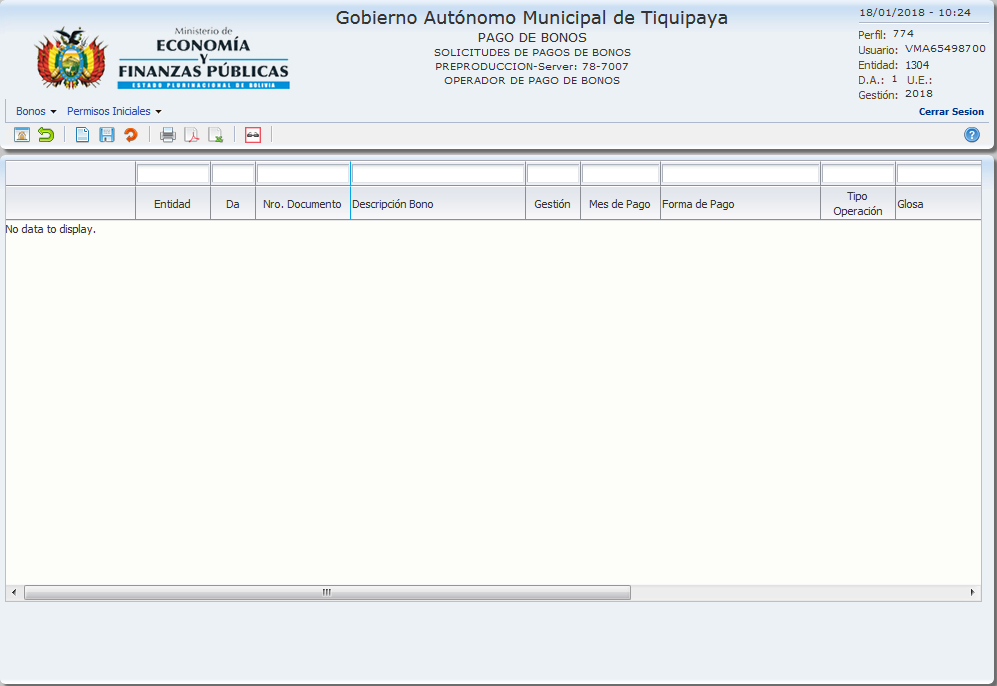 Gobierno Autónomo Municipal de Tiquipaya
PAGO DE BONOS
SOLICITUDES DE PAGOS DE BONOS
PREPRODUCCION-Server: 78-7007
OPERADOR DE PAGO DE BONOS
Ministerio de
ECONOMÍA
Y
FINANZAS PÚBLICAS
ESTADO PLURINACIONAL DE BOLIVIA
18/01/2018 - 10:24
Perfil: 774
Usuario: VMA65498700
Entidad: 1304
D.A.: 1 U.E.:
Gestión: 2018
Bonos Permisos Iniciales Cerrar Sesion
Entidad Da Nro. Documento Descripción Bono Gestión Mes de Pago Forma de Pago Tipo Operación Glosa
No data to display.